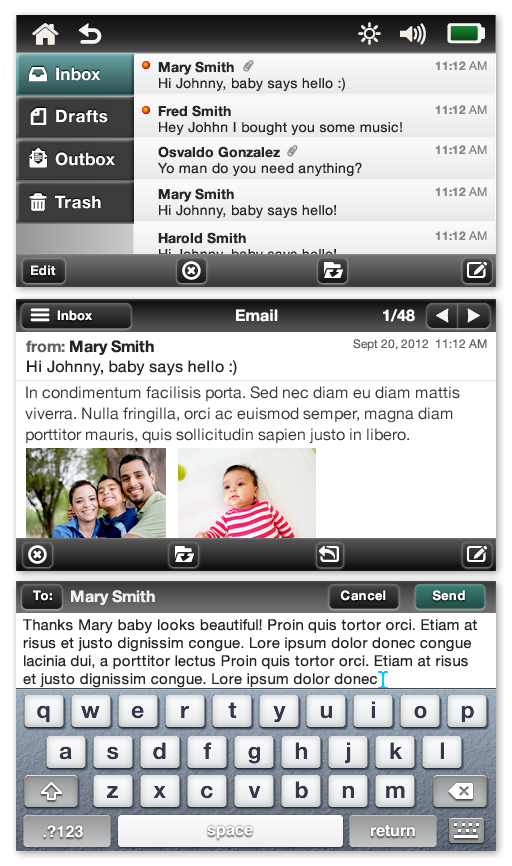 Inbox
Drafts
Outbox
Trash
Mary Smith 11:12 AM
Hi Johnny, baby says hello :)
Fred Smith 11:12 AM
Hey Johhn I bought you some music!
Osvaldo Gonzalez 11:12 AM
Yo man do you need anything?
Mary Smith 11:12 AM
Hi Johnny, baby says hello!
Harold Smith 11:12 AM
Hi Johnny, baby says hello!
Edit
Inbox Email 1/48
from: Mary Smith Sept 20, 2012 11:12 AM
Hi Johnny, baby says hello :)
In condimentum facilisis porta. Sed nec diam eu diam mattis
viverra. Nulla fringilla, orci ac euismod semper, magna diam
porttitor mauris, quis sollicitudin sapien justo in libero.
To: Mary Smith Cancel Send
Thanks Mary baby looks beautiful! Proin quis tortor orci. Etiam at
risus et justo dignissim congue. Lore ipsum dolor donec congue
lacinia dui, a porttitor lectus Proin quis tortor orci. Etiam at risus
et justo dignissim congue. Lore ipsum dolor donec
q w e r t y u i o p
a s d f g h j k l
z x c v b n m
.?123 space return